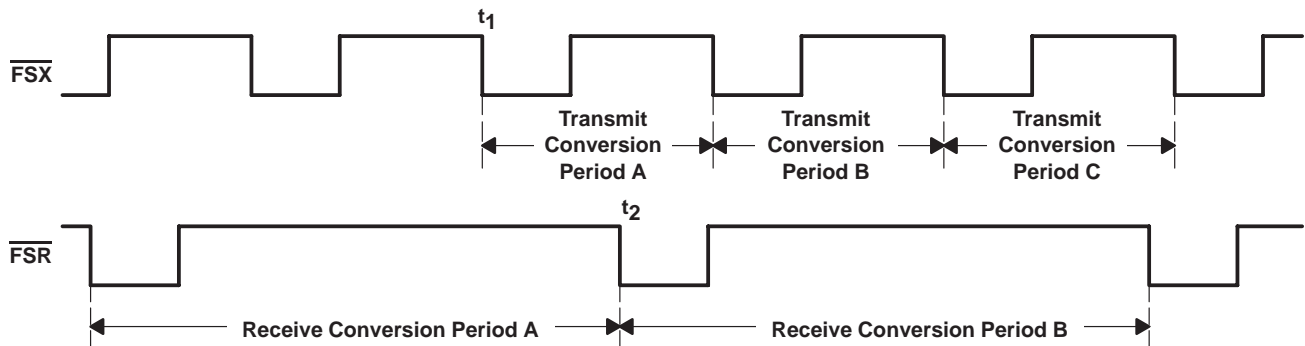 t1
FSX
Transmit
Conversion
Period A
Transmit
Conversion
Period B
Transmit
Conversion
Period C
t2
FSR
Receive Conversion Period A
Receive Conversion Period B